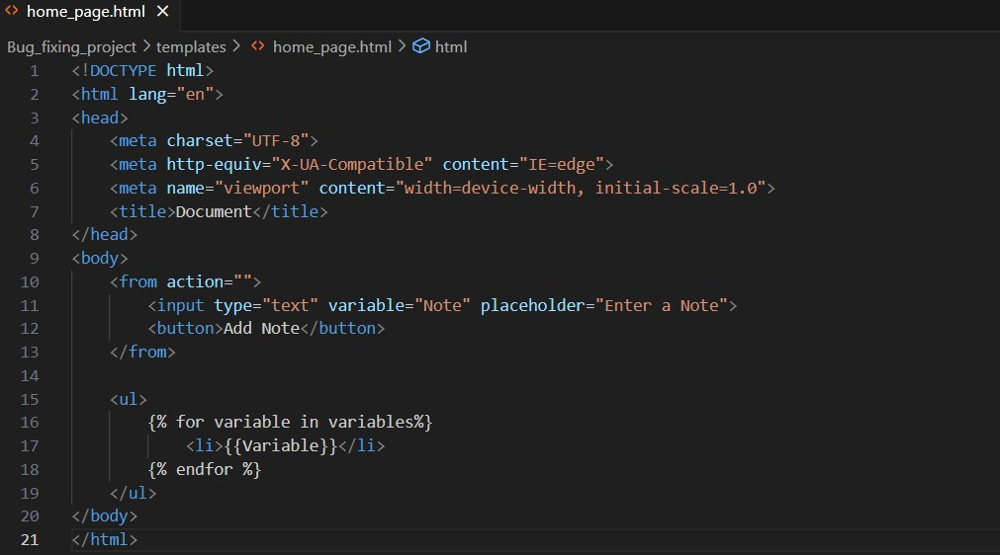 home_page.html
Bug_fixing_project > templates > home_page.html > html
1 <!DOCTYPE html>
2 <html lang="en">
3 <head>
4     <meta charset="UTF-8">
5     <meta http-equiv="X-UA-Compatible" content="IE=edge">
6     <meta name="viewport" content="width=device-width, initial-scale=1.0">
7     <title>Document</title>
8 </head>
9 <body>
10     <from action="">
11         <input type="text" variable="Note" placeholder="Enter a Note">
12         <button>Add Note</button>
13     </from>
14
15     <ul>
16         {% for variable in variables%}
17             <li>{{Variable}}</li>
18         {% endfor %}
19     </ul>
20 </body>
21 </html>